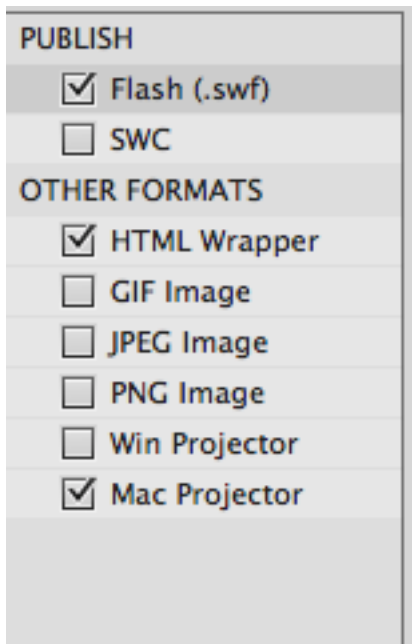 PUBLISH
Flash (.swf)
SWC
OTHER FORMATS
HTML Wrapper
GIF Image
JPEG Image
PNG Image
Win Projector
Mac Projector